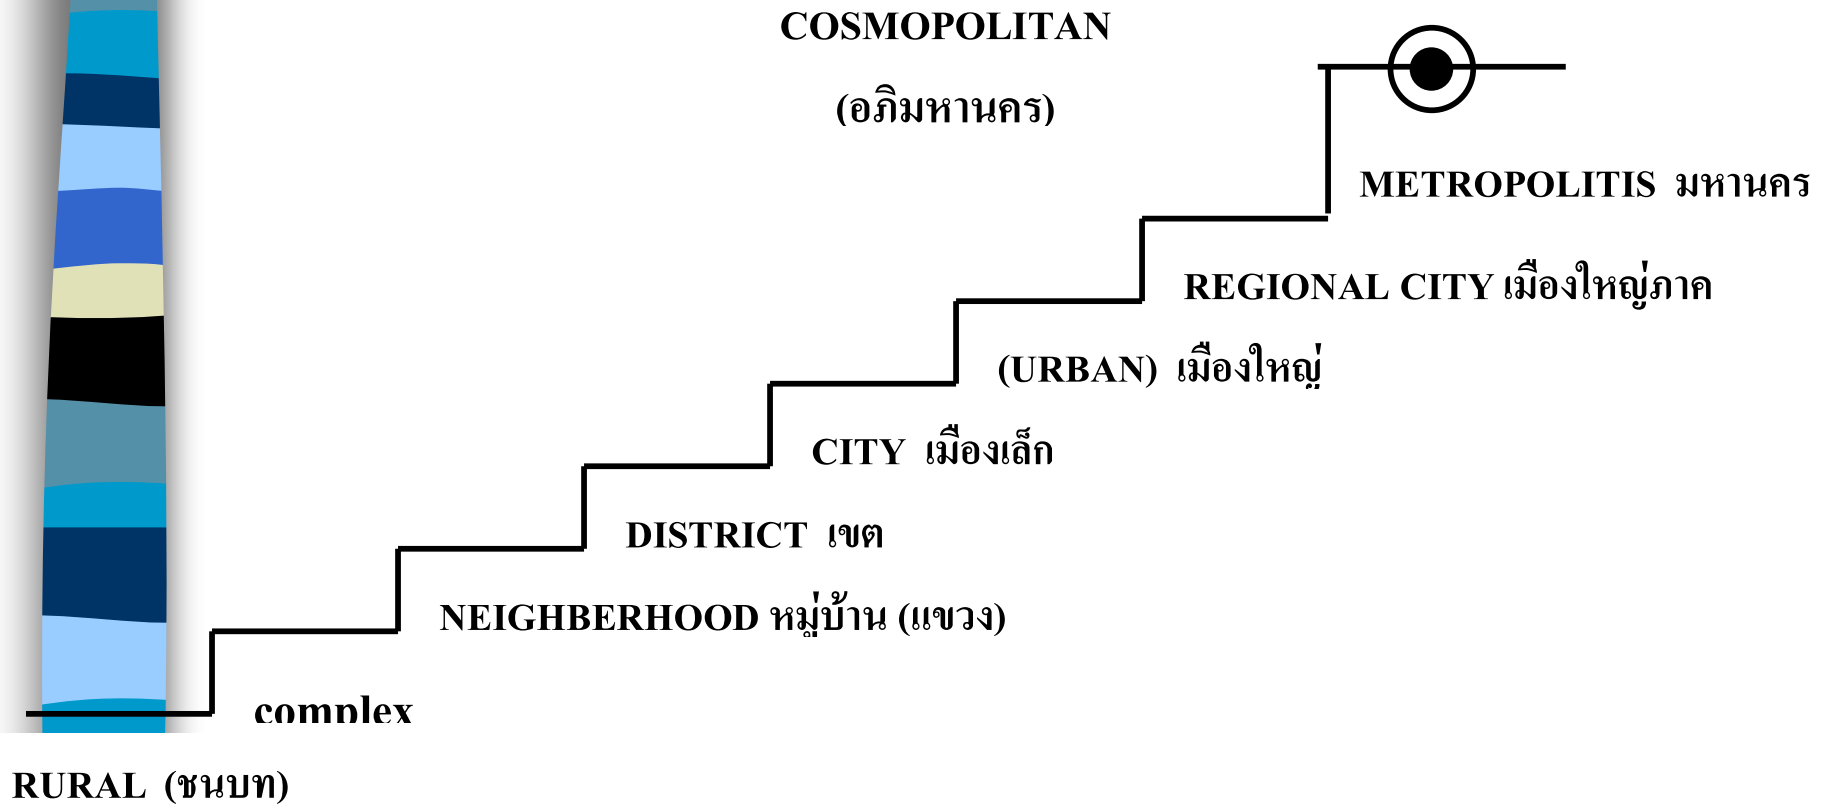 COSMOPOLITAN
(อภิมหานคร)
METROPOLITIS มหานคร
REGIONAL CITY เมืองใหญ่ภาค
(URBAN) เมืองใหญ่
CITY เมืองเล็ก
DISTRICT เขต
NEIGHBERHOOD หมู่บ้าน (แขวง)
complex
RURAL (ชนบท)